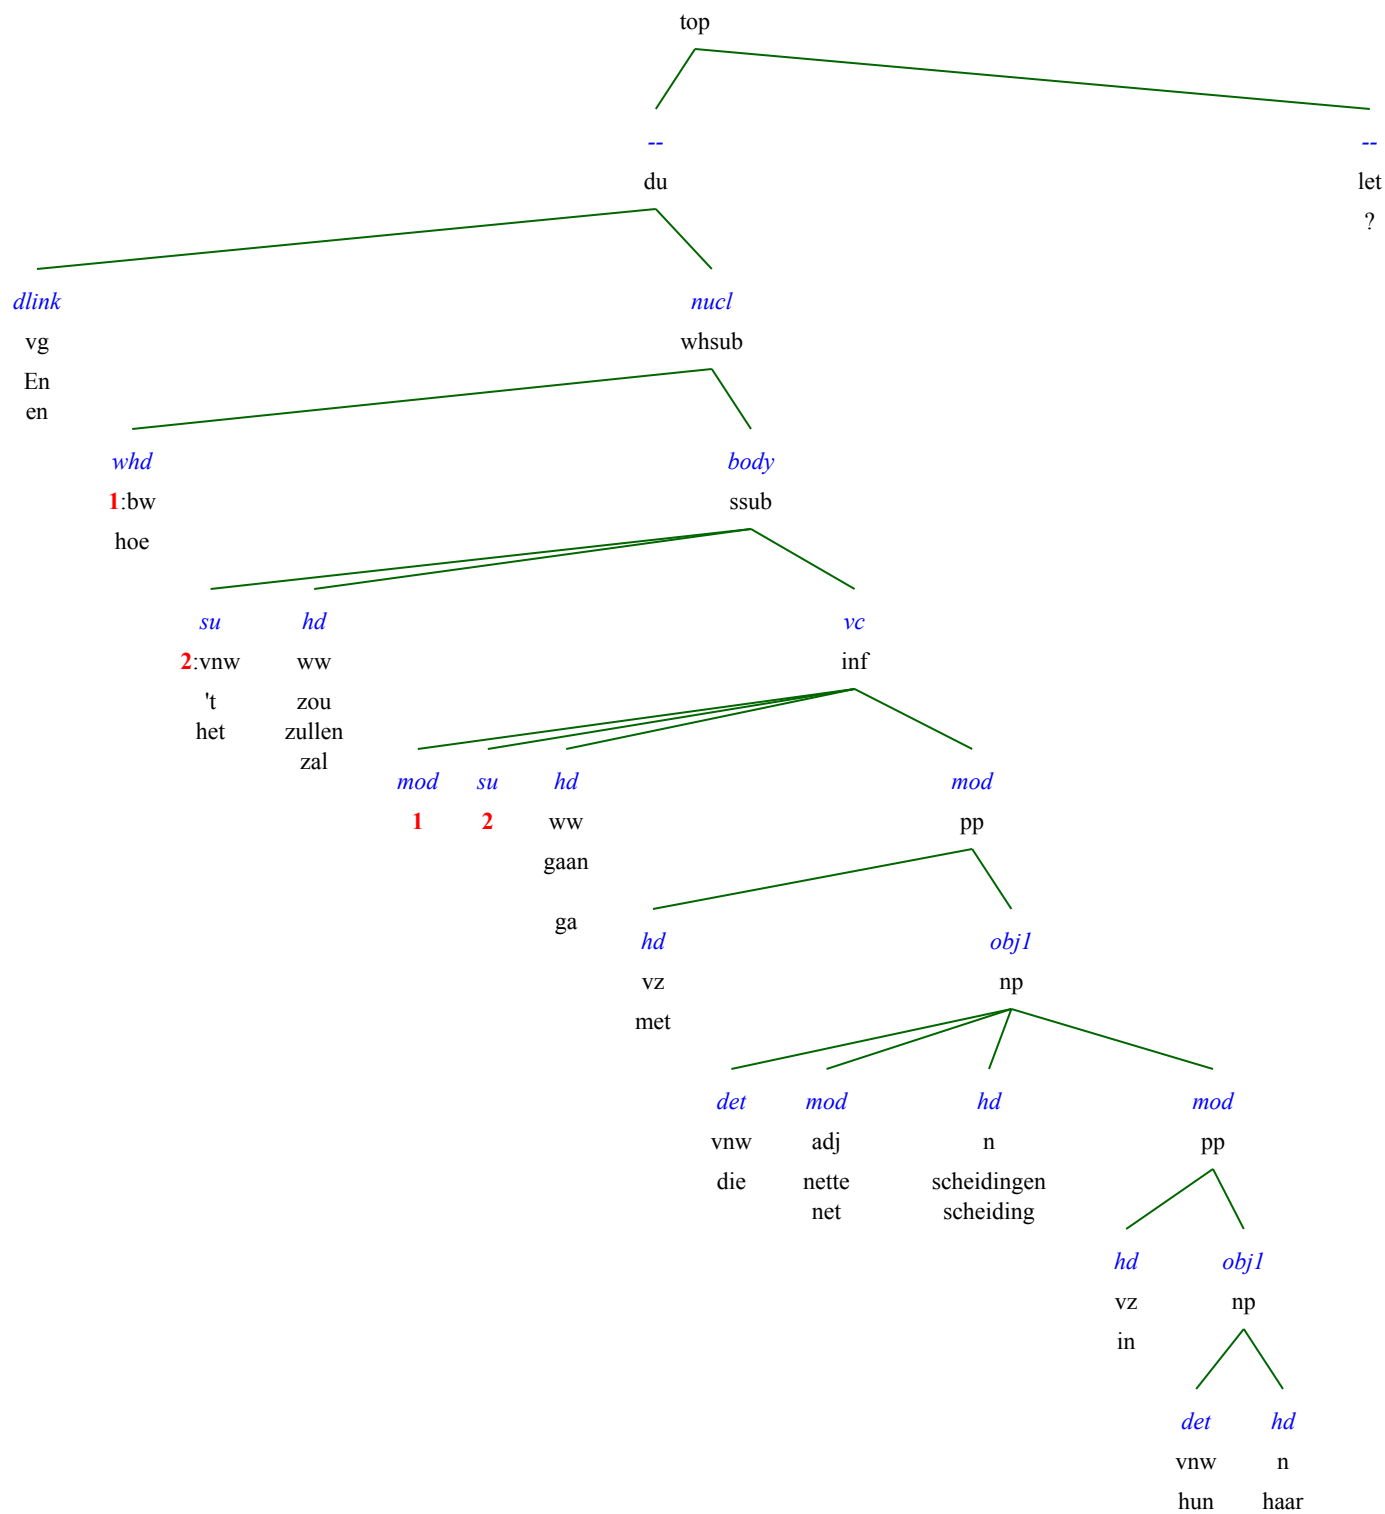 top
-- --
du let
?
dlink nucl
vg whsub
En
en
whd body
1:bw ssub
hoe
su hd vc
2:vnw ww inf
't zou
het zullen
zal
mod su hd mod
1 2 ww pp
gaan
ga
hd obj1
vz np
met
det mod hd mod
vnw adj n pp
die nette scheidingen
net scheiding
hd obj1
vz np
in
det hd
vnw n
hun haar